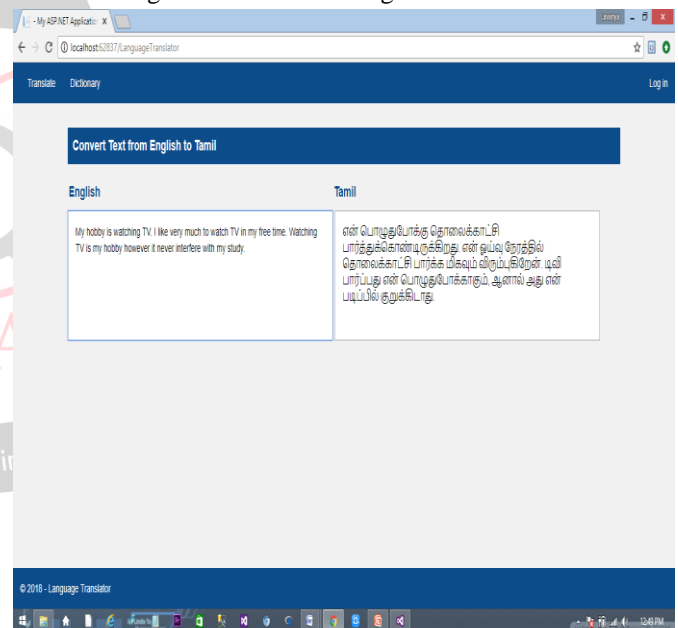 - My ASP.NET Applicatio X
Lavanya
localhost:62837/LanguageTranslator
Translate Dictionary Log in
Convert Text from English to Tamil
English Tamil
My hobby is watching TV. I like very much to watch TV in my free time. Watching
TV is my hobby however it never interfere with my study.
என் பொழுதுபோக்கு தொலைக்காட்சி
பார்த்துக்கொண்டிருக்கிறது. என் ஓய்வு நேரத்தில்
தொலைக்காட்சி பார்க்க மிகவும் விரும்புகிறேன். டிவி
பார்ப்பது என் பொழுதுபோக்காகும், ஆனால் அது என்
படிப்பில் குறுக்கிடாது.
© 2018 - Language Translator
12:49 PM